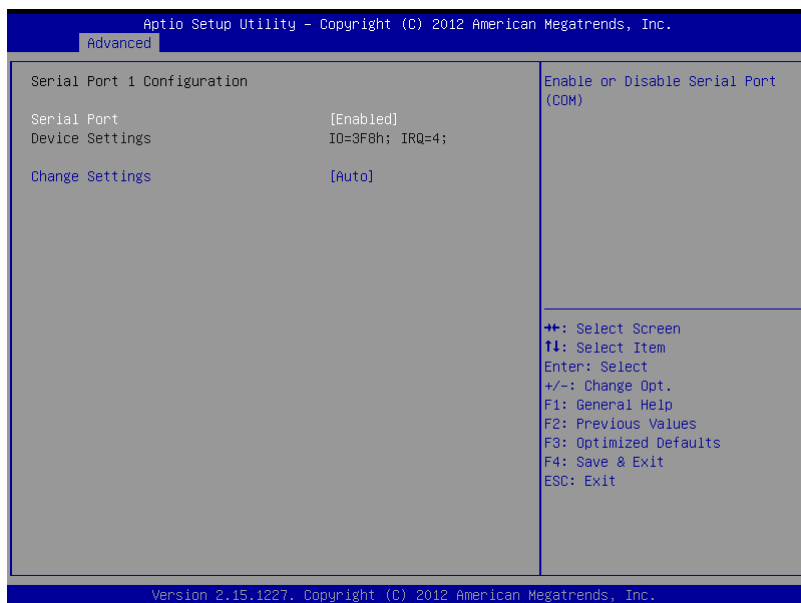 Aptio Setup Utility – Copyright (C) 2012 American Megatrends, Inc.
Advanced
Serial Port 1 Configuration
Serial Port [Enabled]
Device Settings IO=3F8h; IRQ=4;
Change Settings [Auto]
Enable or Disable Serial Port
(COM)
→←: Select Screen
↑↓: Select Item
Enter: Select
+/-: Change Opt.
F1: General Help
F2: Previous Values
F3: Optimized Defaults
F4: Save & Exit
ESC: Exit
Version 2.15.1227. Copyright (C) 2012 American Megatrends, Inc.